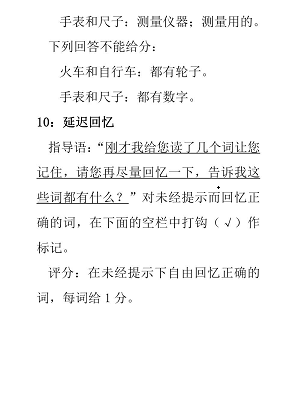 手表和尺子：测量仪器；测量用的。
下列回答不能给分：
火车和自行车：都有轮子。
手表和尺子：都有数字。
10：延迟回忆
指导语：“刚才我给您读了几个词让您
记住，请您再尽量回忆一下，告诉我这
些词都有什么？”对未经提示而回忆正
确的词，在下面的空栏中打钩（√）作
标记。
评分：在未经提示下自由回忆正确的
词，每词给 1 分。